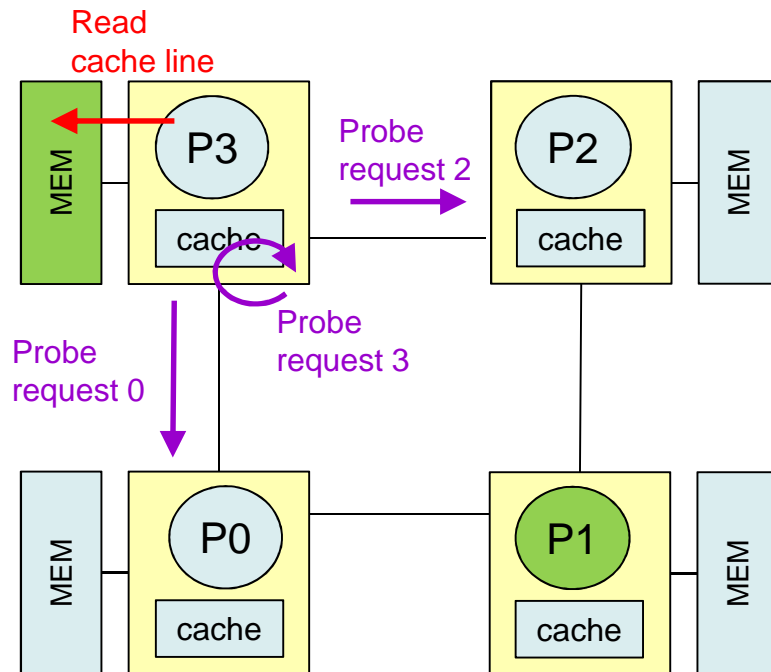 Read
cache line
MEM
P3
cache
Probe
request 2
P2
cache
MEM
Probe
request 3
Probe
request 0
MEM
P0
cache
P1
cache
MEM